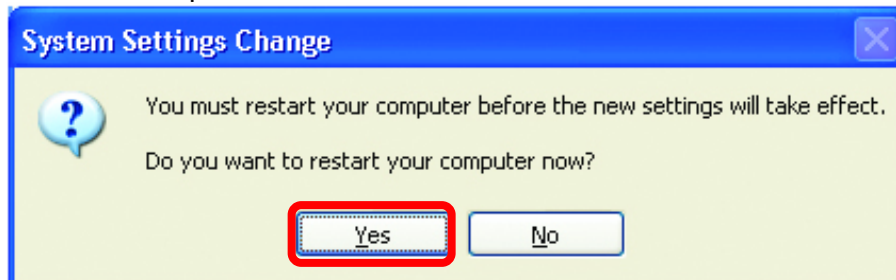 System Settings Change
You must restart your computer before the new settings will take effect.
Do you want to restart your computer now?
Yes No